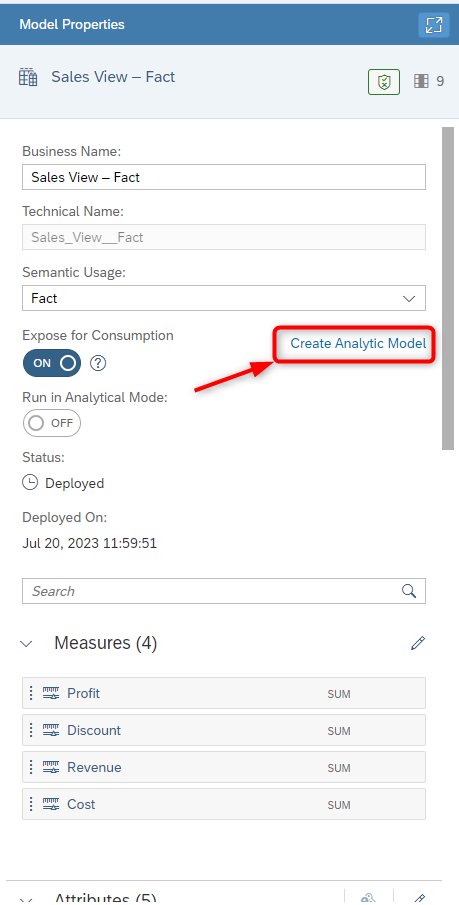 Model Properties
Sales View – Fact
9
Business Name:
Sales View – Fact
Technical Name:
Sales_View__Fact
Semantic Usage:
Fact
Expose for Consumption
Create Analytic Model
ON
?
Run in Analytical Mode:
OFF
Status:
Deployed
Deployed On:
Jul 20, 2023 11:59:51
Search
Measures (4)
Profit SUM
Discount SUM
Revenue SUM
Cost SUM
Attributes (5)